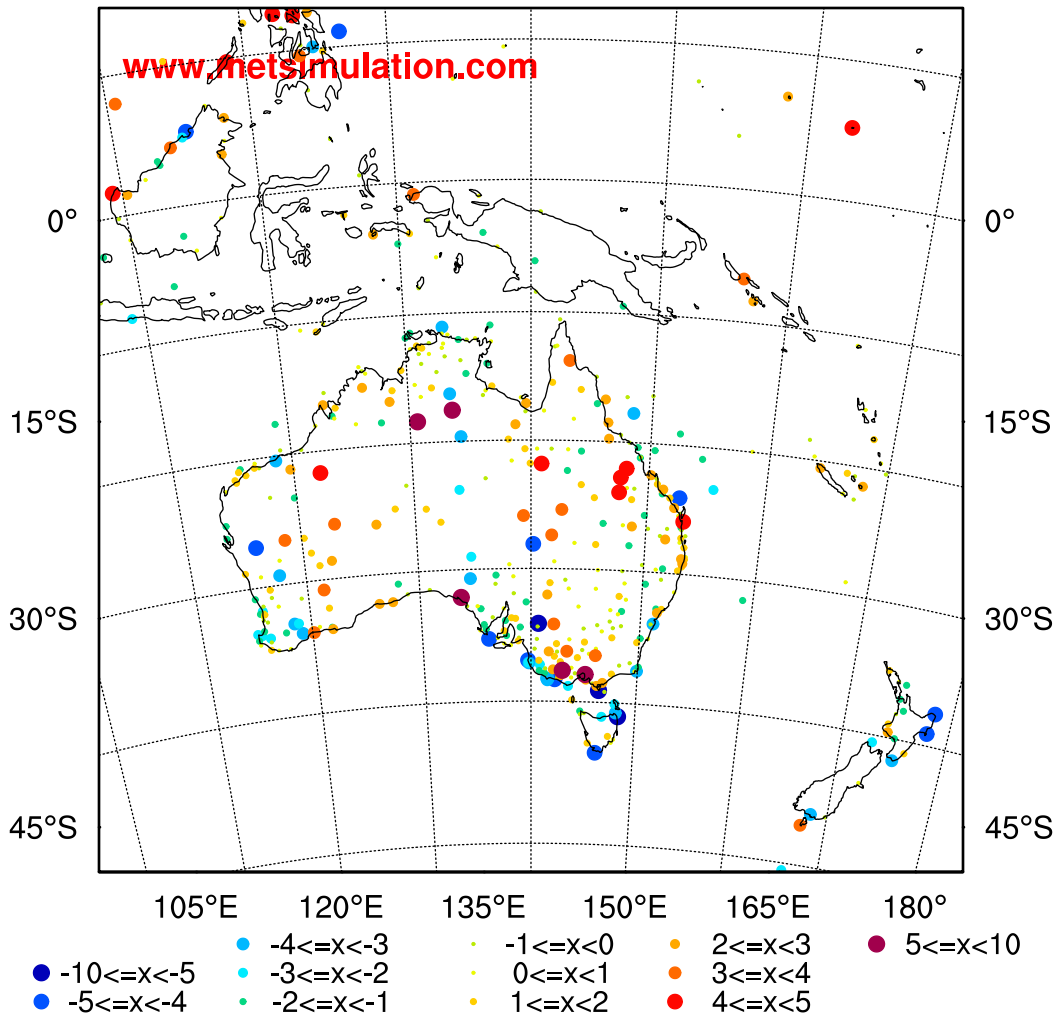 www.metsimulation.com
0° 0°
15°S 15°S
30°S 30°S
45°S 45°S
105°E 120°E 135°E 150°E 165°E 180°
-4<=x<-3 -1<=x<0 2<=x<3 5<=x<10
-10<=x<-5 -3<=x<-2 0<=x<1 3<=x<4
-5<=x<-4 -2<=x<-1 1<=x<2 4<=x<5